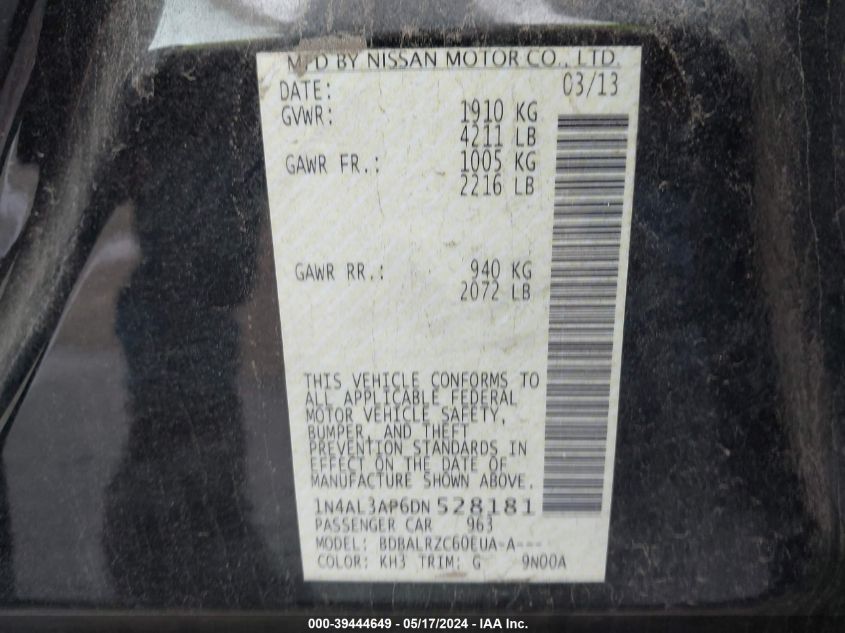 MFD BY NISSAN MOTOR CO., LTD.
DATE: 03/13
GVWR: 1910 KG
4211 LB
GAWR FR.: 1005 KG
2216 LB
GAWR RR.: 940 KG
2072 LB
THIS VEHICLE CONFORMS TO
ALL APPLICABLE FEDERAL
MOTOR VEHICLE SAFETY,
BUMPER, AND THEFT
PREVENTION STANDARDS IN
EFFECT ON THE DATE OF
MANUFACTURE SHOWN ABOVE.
1N4AL3AP6DN528181
PASSENGER CAR 963
MODEL: BDBALRZC60EUA-A---
COLOR: KH3 TRIM: G 9N00A
000-39444649 - 05/17/2024 - IAA Inc.